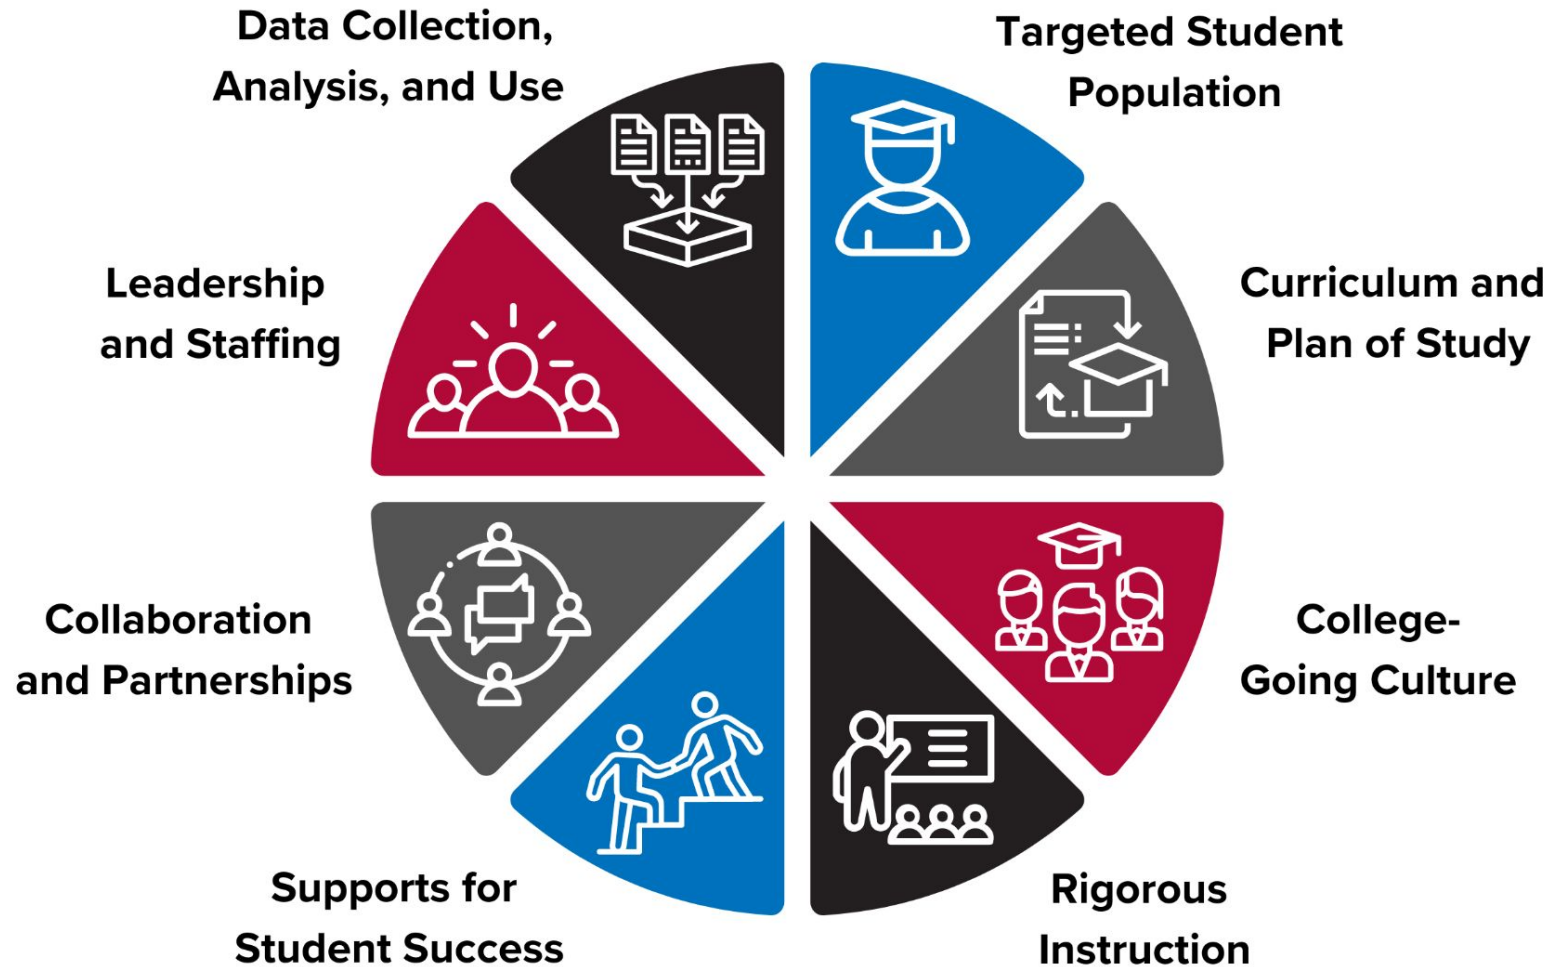 Data Collection,
Analysis, and Use
Targeted Student
Population
Curriculum and
Plan of Study
College-
Going Culture
Rigorous
Instruction
Supports for
Student Success
Collaboration
and Partnerships
Leadership
and Staffing